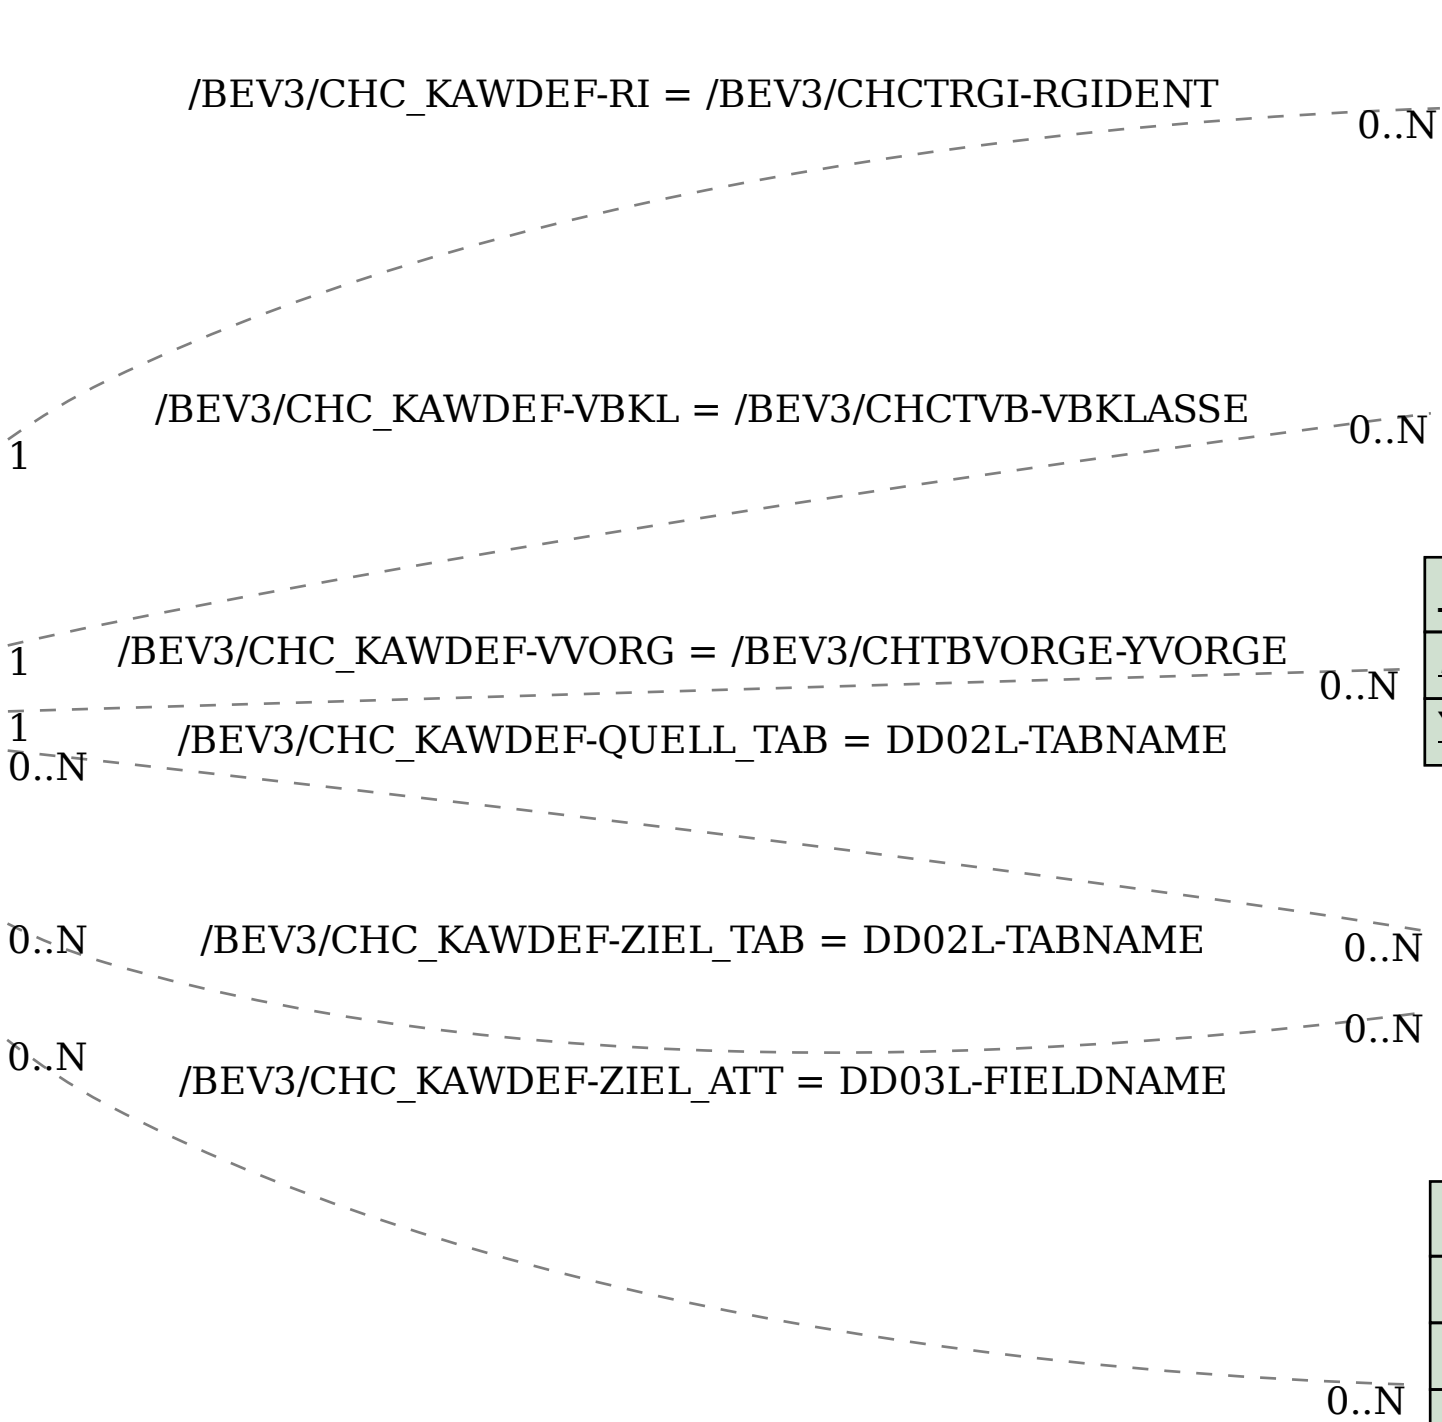 /BEV3/CHC_KAWDEF-RI = /BEV3/CHCTRGI-RGIDENT
0..N
/BEV3/CHC_KAWDEF-VBKL = /BEV3/CHCTVB-VBKLASSE
0..N
1
/BEV3/CHC_KAWDEF-VVORG = /BEV3/CHTBVORGE-YVORGE
1
0..N
1
/BEV3/CHC_KAWDEF-QUELL_TAB = DD02L-TABNAME
0..N
0..N
/BEV3/CHC_KAWDEF-ZIEL_TAB = DD02L-TABNAME
0..N
0..N
0..N
/BEV3/CHC_KAWDEF-ZIEL_ATT = DD03L-FIELDNAME
0..N